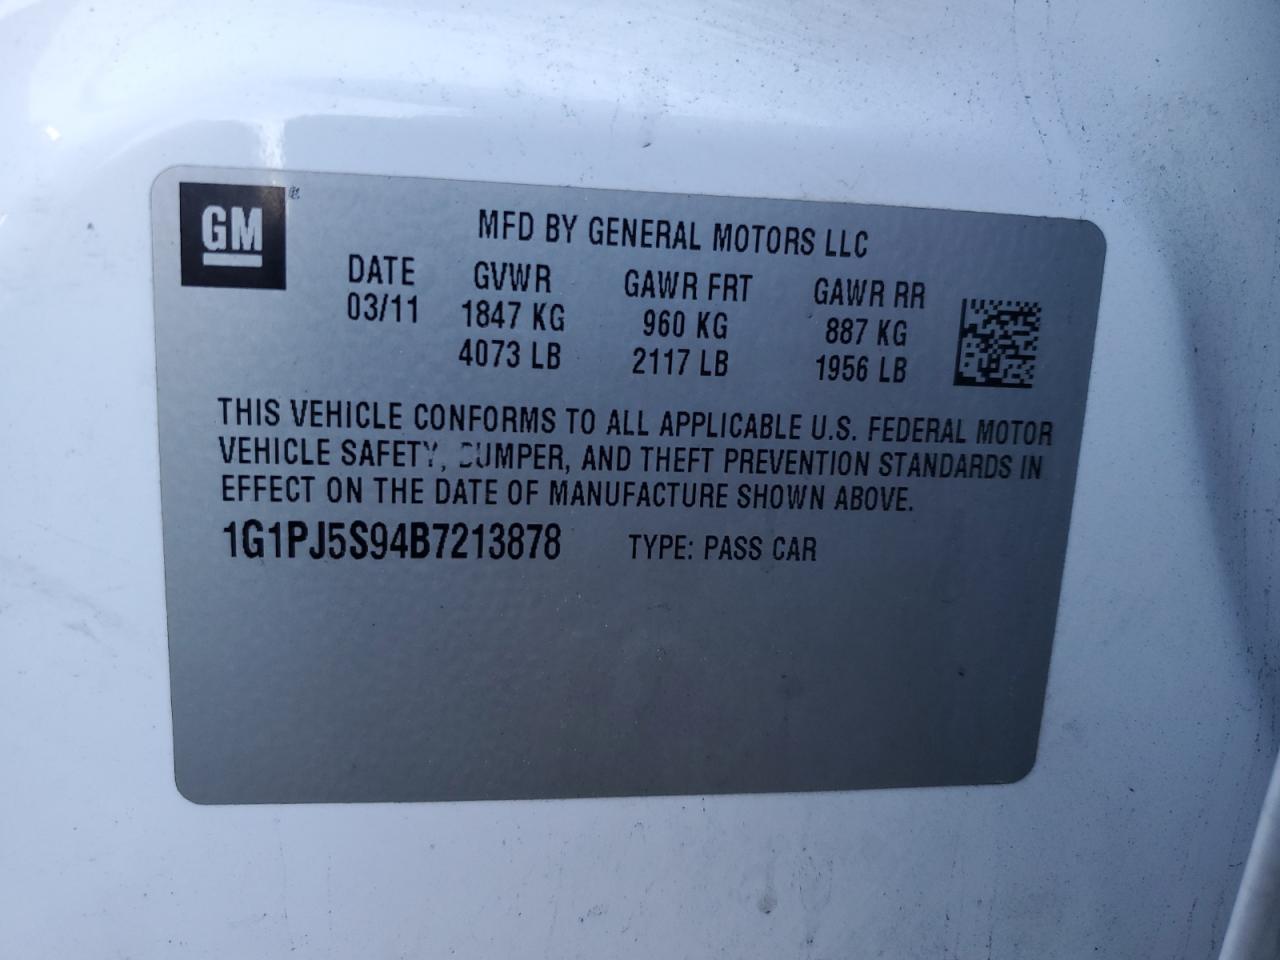 GM ®
MFD BY GENERAL MOTORS LLC
DATE GVWR GAWR FRT GAWR RR
03/11 1847 KG 960 KG 887 KG
4073 LB 2117 LB 1956 LB
THIS VEHICLE CONFORMS TO ALL APPLICABLE U.S. FEDERAL MOTOR
VEHICLE SAFETY, BUMPER, AND THEFT PREVENTION STANDARDS IN
EFFECT ON THE DATE OF MANUFACTURE SHOWN ABOVE.
1G1PJ5S94B7213878 TYPE: PASS CAR